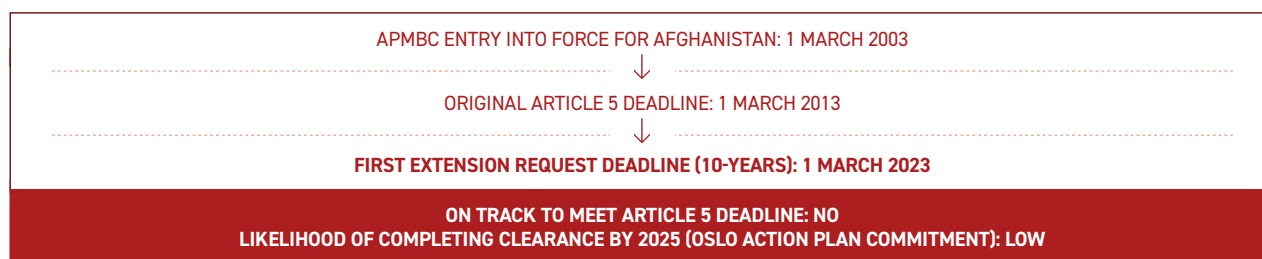 APMBC ENTRY INTO FORCE FOR AFGHANISTAN: 1 MARCH 2003
ORIGINAL ARTICLE 5 DEADLINE: 1 MARCH 2013
FIRST EXTENSION REQUEST DEADLINE (10-YEARS): 1 MARCH 2023
ON TRACK TO MEET ARTICLE 5 DEADLINE: NO
LIKELIHOOD OF COMPLETING CLEARANCE BY 2025 (OSLO ACTION PLAN COMMITMENT): LOW